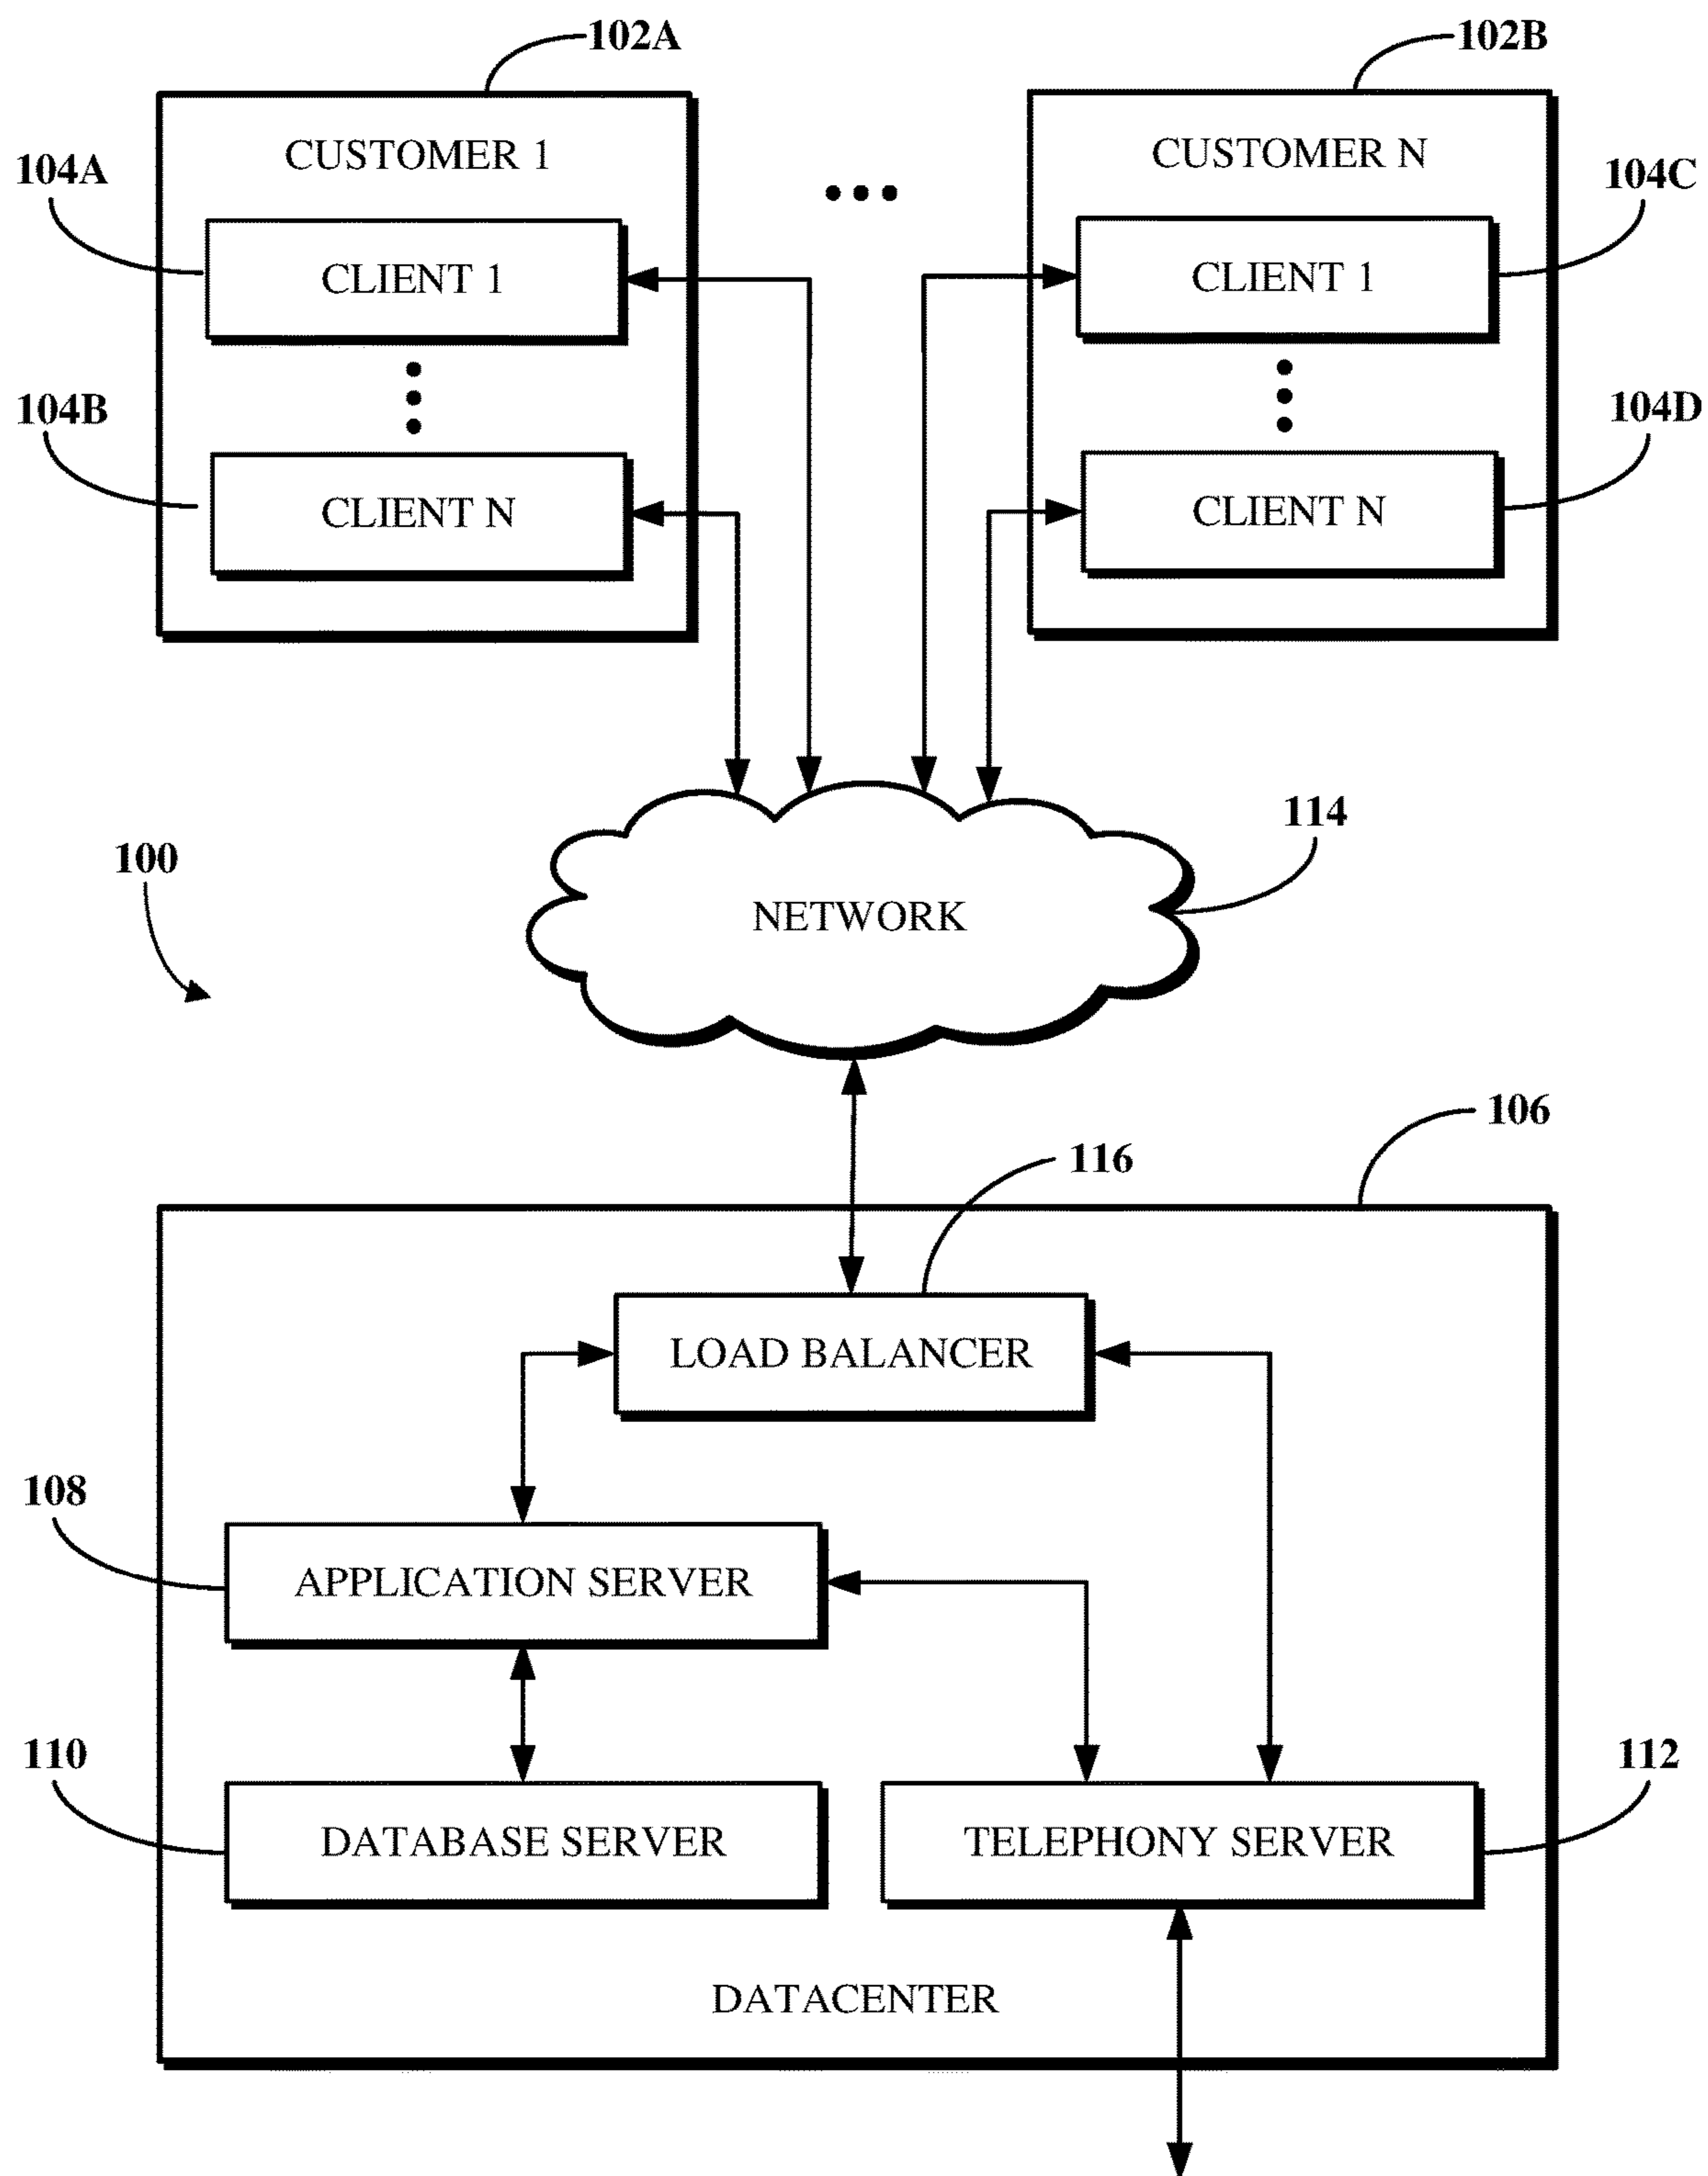 102A
102B
CUSTOMER 1
CUSTOMER N
104A
104C
CLIENT 1
CLIENT 1
104B
104D
CLIENT N
CLIENT N
114
100
NETWORK
106
116
LOAD BALANCER
108
APPLICATION SERVER
110
112
DATABASE SERVER
TELEPHONY SERVER
DATACENTER